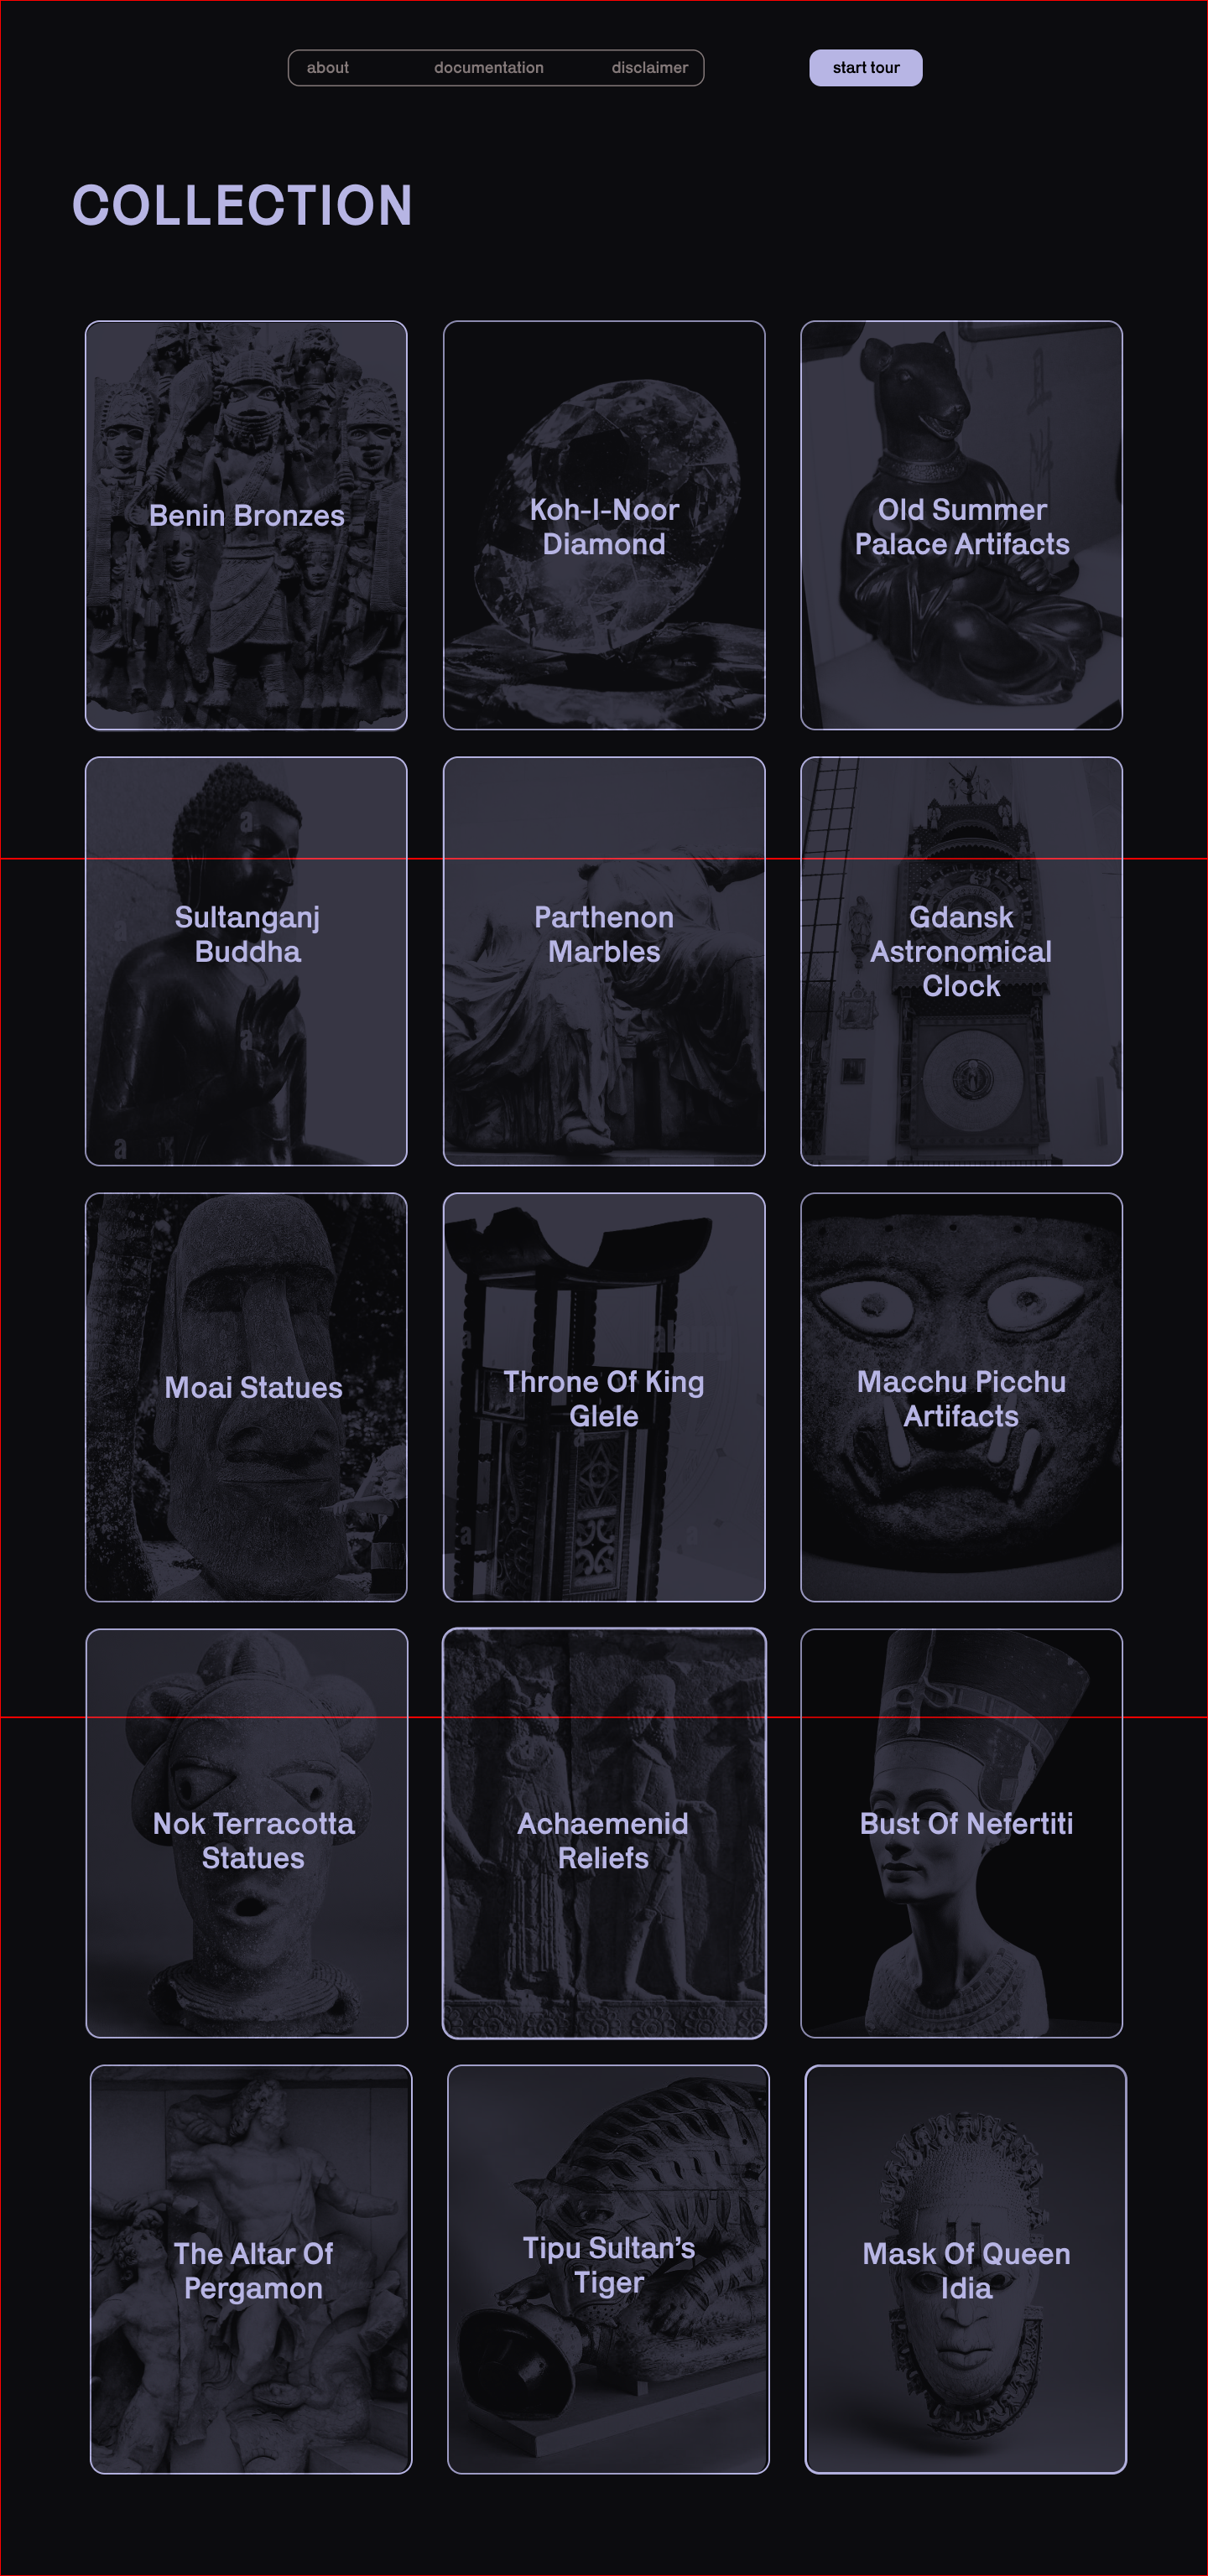 about documentation disclaimer start tour
COLLECTION
Benin Bronzes
Koh-I-Noor
Diamond
Old Summer
Palace Artifacts
Sultanganj
Buddha
Parthenon
Marbles
Gdansk
Astronomical
Clock
Moai Statues
Throne Of King
Glele
Macchu Picchu
Artifacts
Nok Terracotta
Statues
Achaemenid
Reliefs
Bust Of Nefertiti
The Altar Of
Pergamon
Tipu Sultan’s
Tiger
Mask Of Queen
Idia